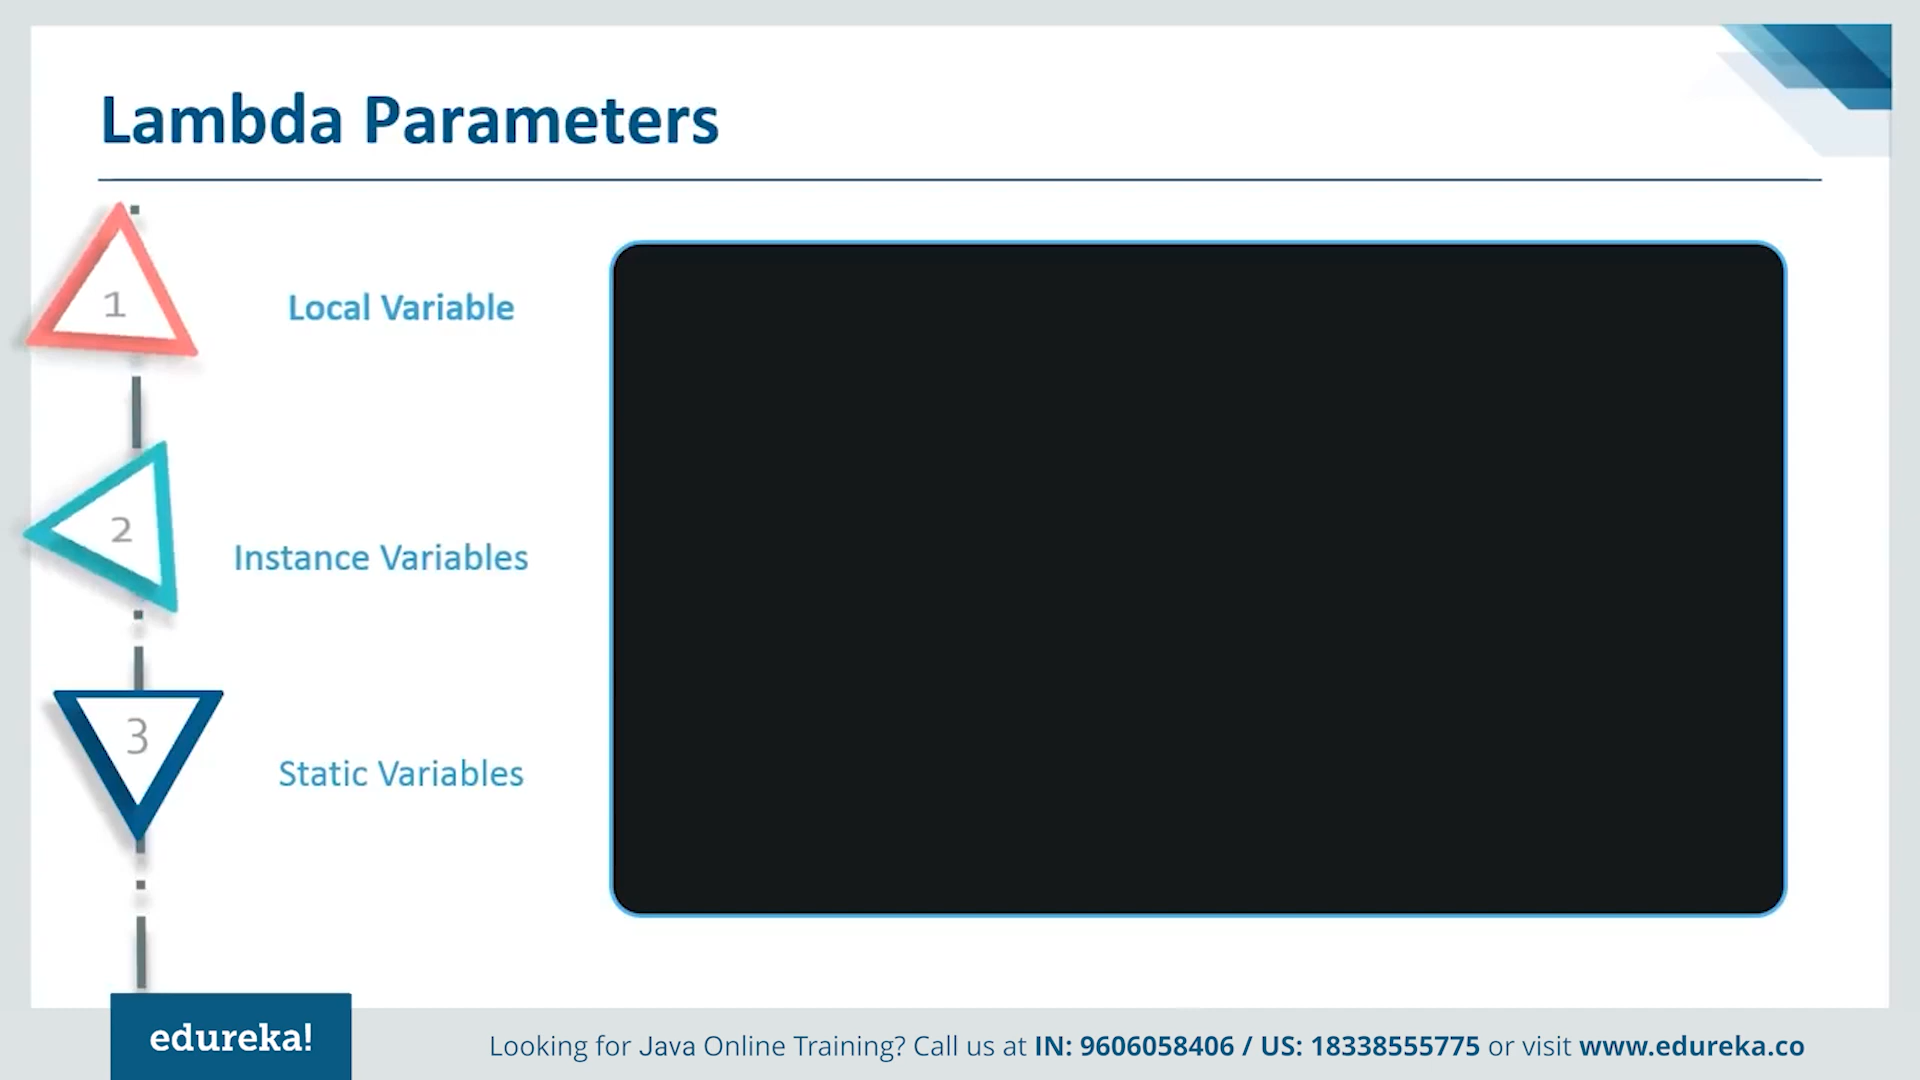 Lambda Parameters
1
Local Variable
2
Instance Variables
3
Static Variables
edureka!
Looking for Java Online Training? Call us at IN: 9606058406 / US: 18338555775 or visit www.edureka.co